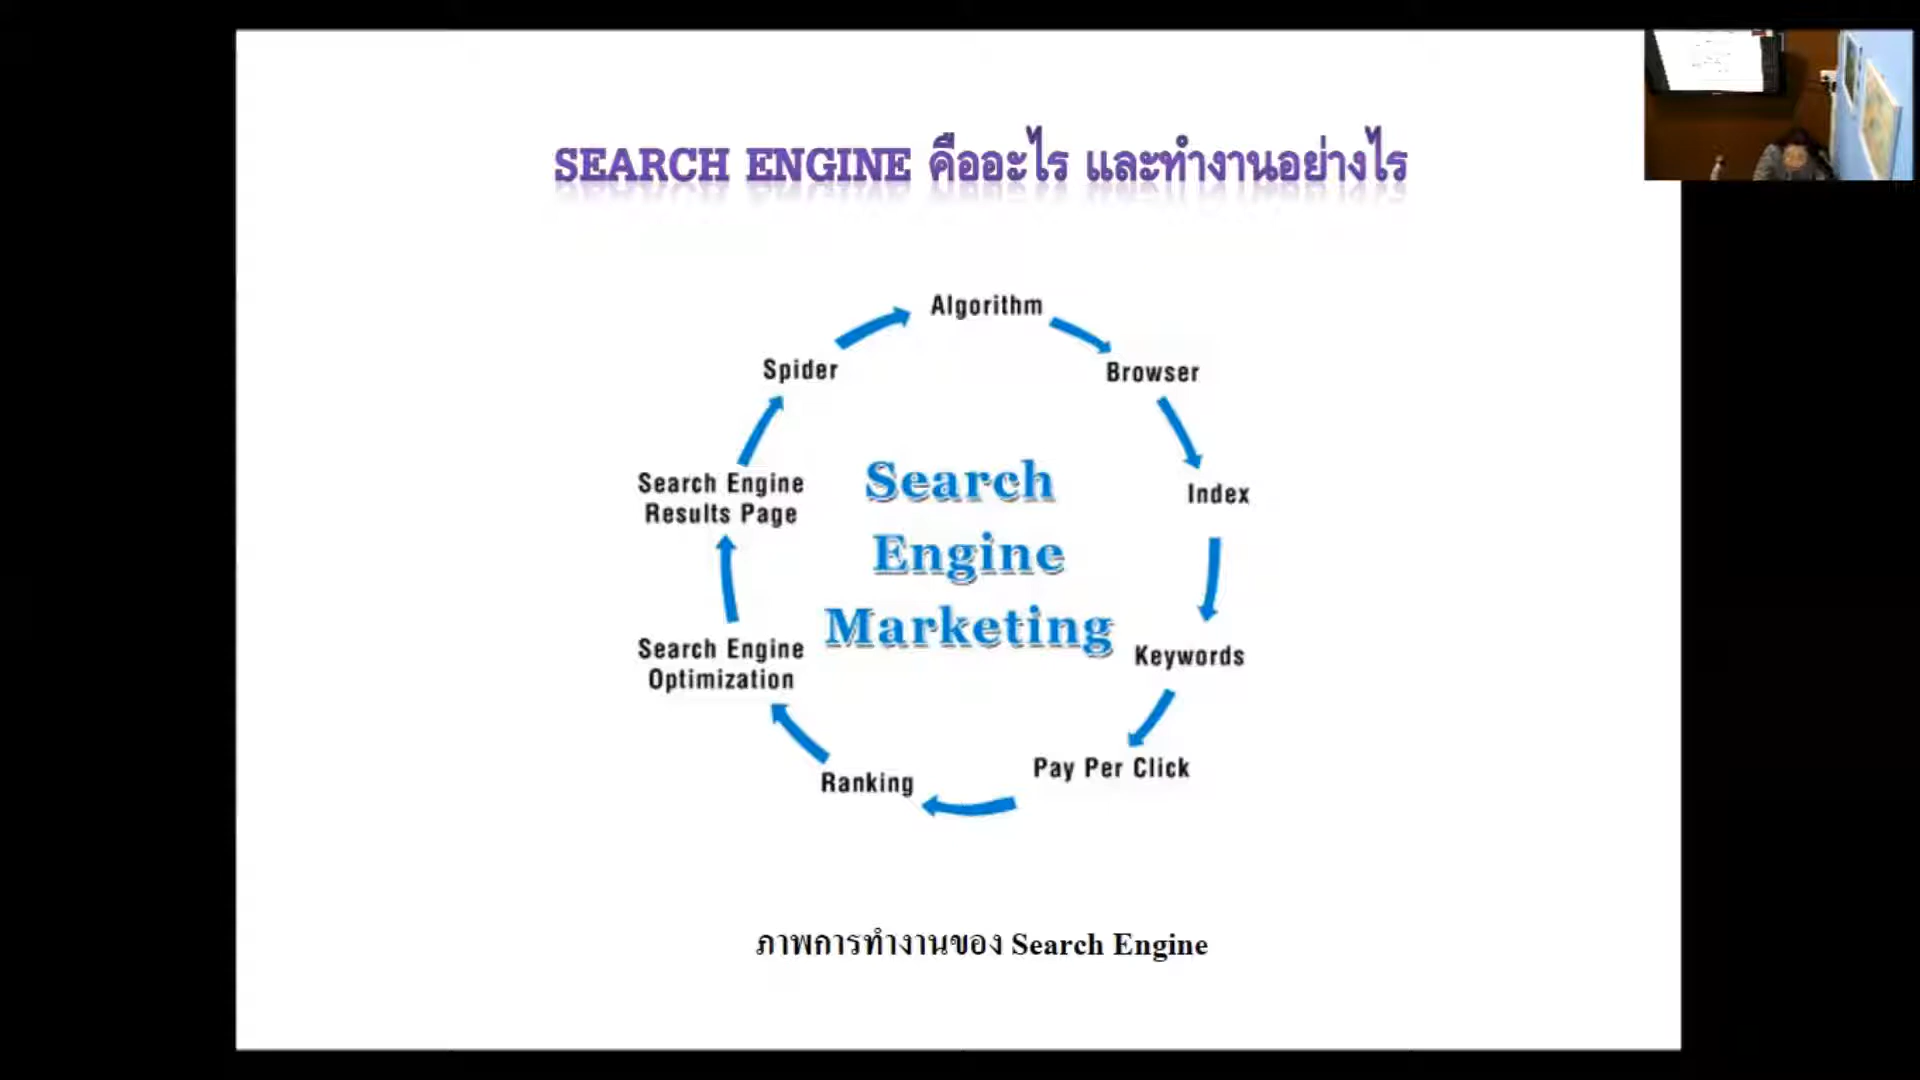 SEARCH ENGINE คืออะไร และทำงานอย่างไร
Algorithm
Browser
Index
Keywords
Pay Per Click
Ranking
Search Engine
Optimization
Search Engine
Results Page
Spider
Search
Engine
Marketing
ภาพการทำงานของ Search Engine